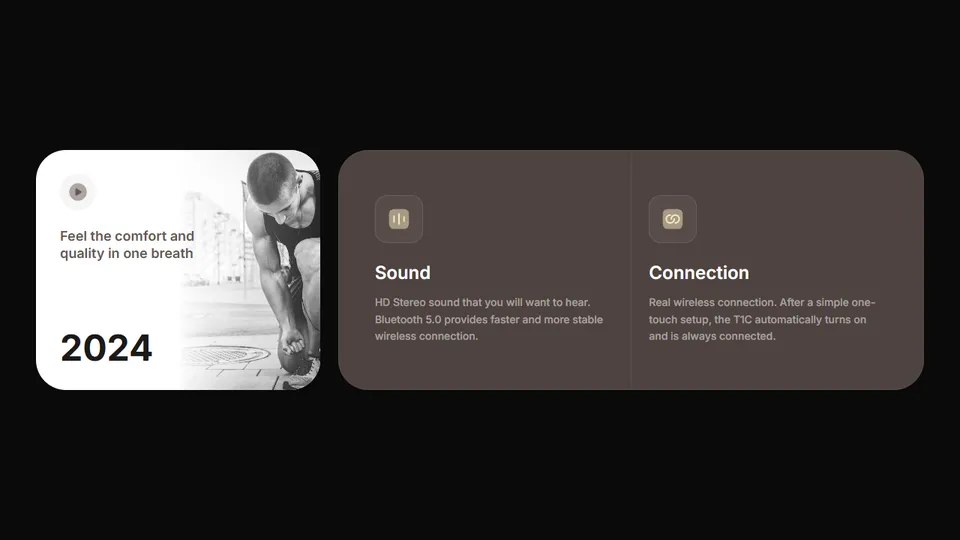 Feel the comfort and
quality in one breath
2024
Sound
HD Stereo sound that you will want to hear.
Bluetooth 5.0 provides faster and more stable
wireless connection.
Connection
Real wireless connection. After a simple one-
touch setup, the T1C automatically turns on
and is always connected.